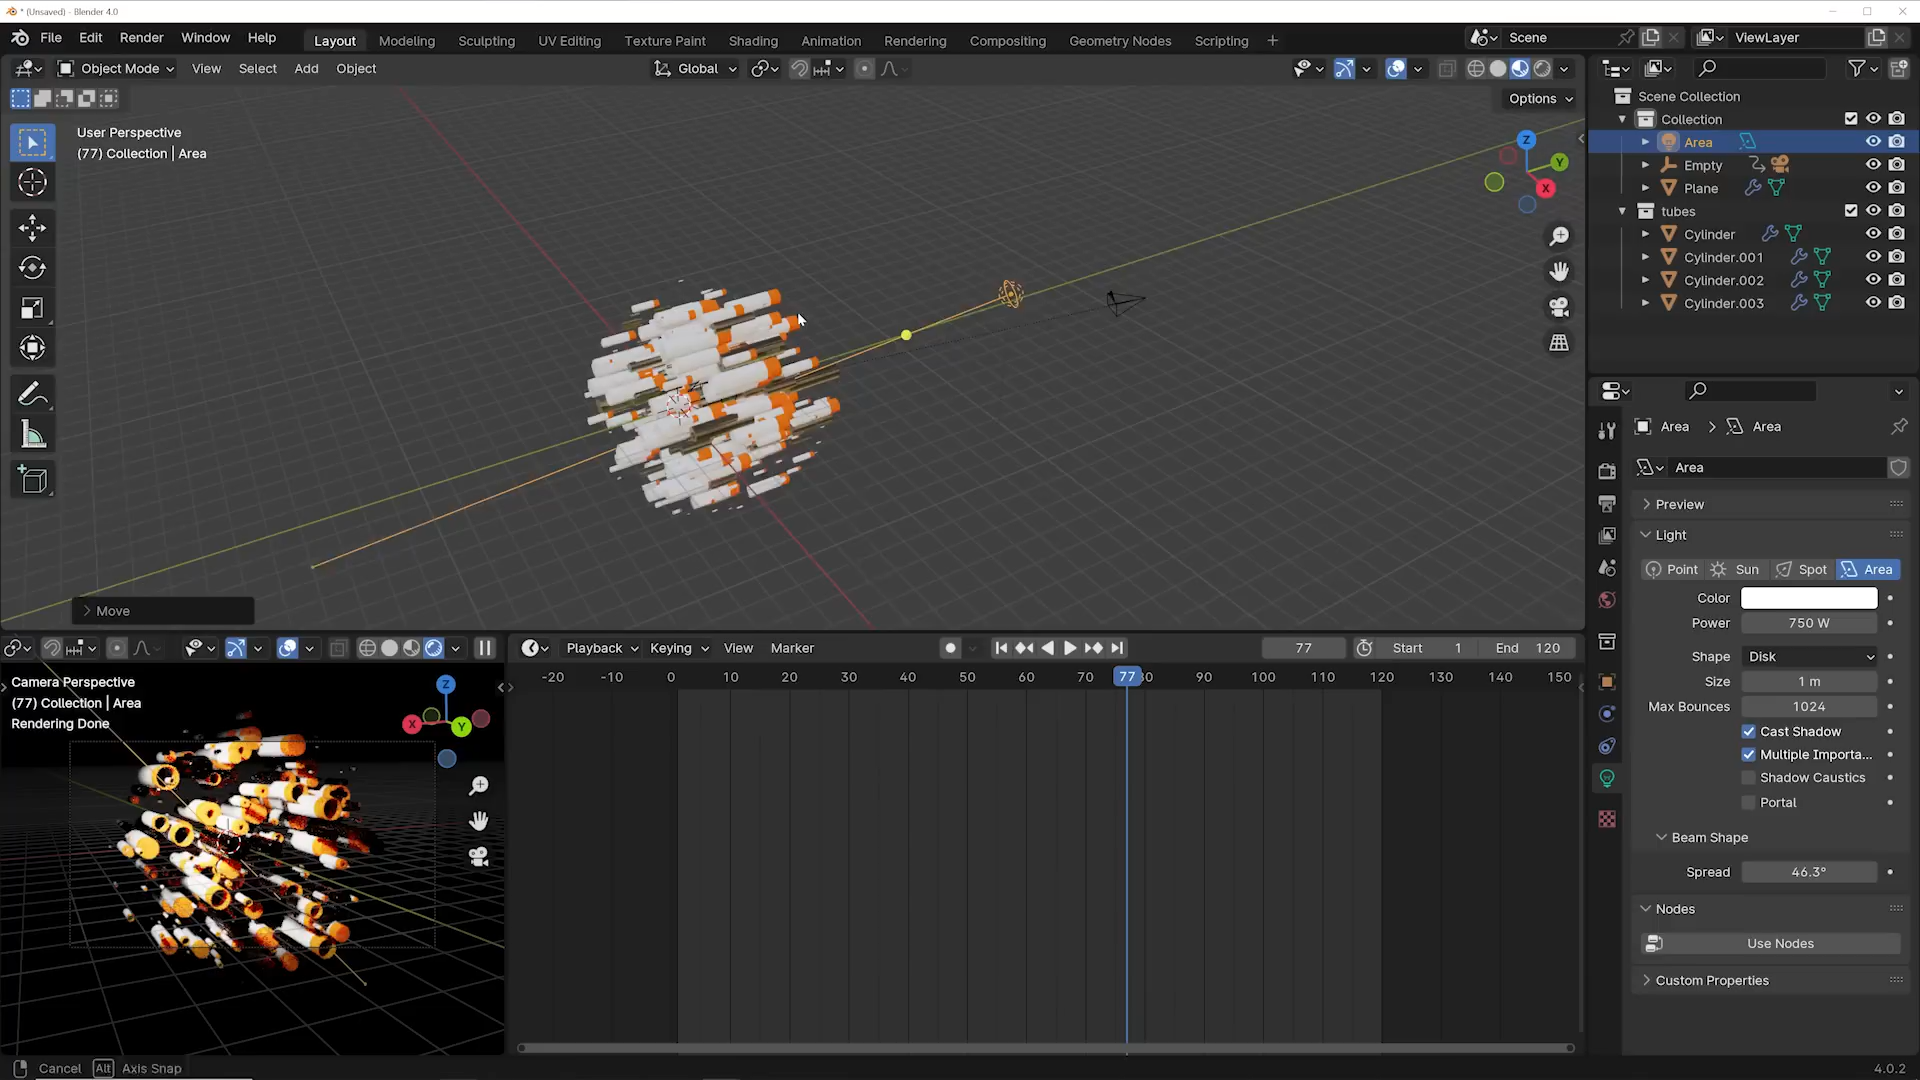 * (Unsaved) - Blender 4.0
File Edit Render Window Help
Layout Modeling Sculpting UV Editing Texture Paint Shading Animation Rendering Compositing Geometry Nodes Scripting +
Scene
ViewLayer
Object Mode View Select Add Object
Global
Options
User Perspective
(77) Collection | Area
Z
Y
X
Move
Scene Collection
Collection
Area
Empty
Plane
tubes
Cylinder
Cylinder.001
Cylinder.002
Cylinder.003
Area > Area
Area
Preview
Light
Point Sun Spot Area
Color
Power 750 W
Shape Disk
Size 1 m
Max Bounces 1024
Cast Shadow
Multiple Importa...
Shadow Caustics
Portal
Beam Shape
Spread 46.3°
Nodes
Use Nodes
Custom Properties
Camera Perspective
(77) Collection | Area
Rendering Done
Z
X
Y
Playback Keying View Marker
77 Start 1 End 120
-20 -10 0 10 20 30 40 50 60 70 77 80 90 100 110 120 130 140 150
Cancel Alt Axis Snap
4.0.2